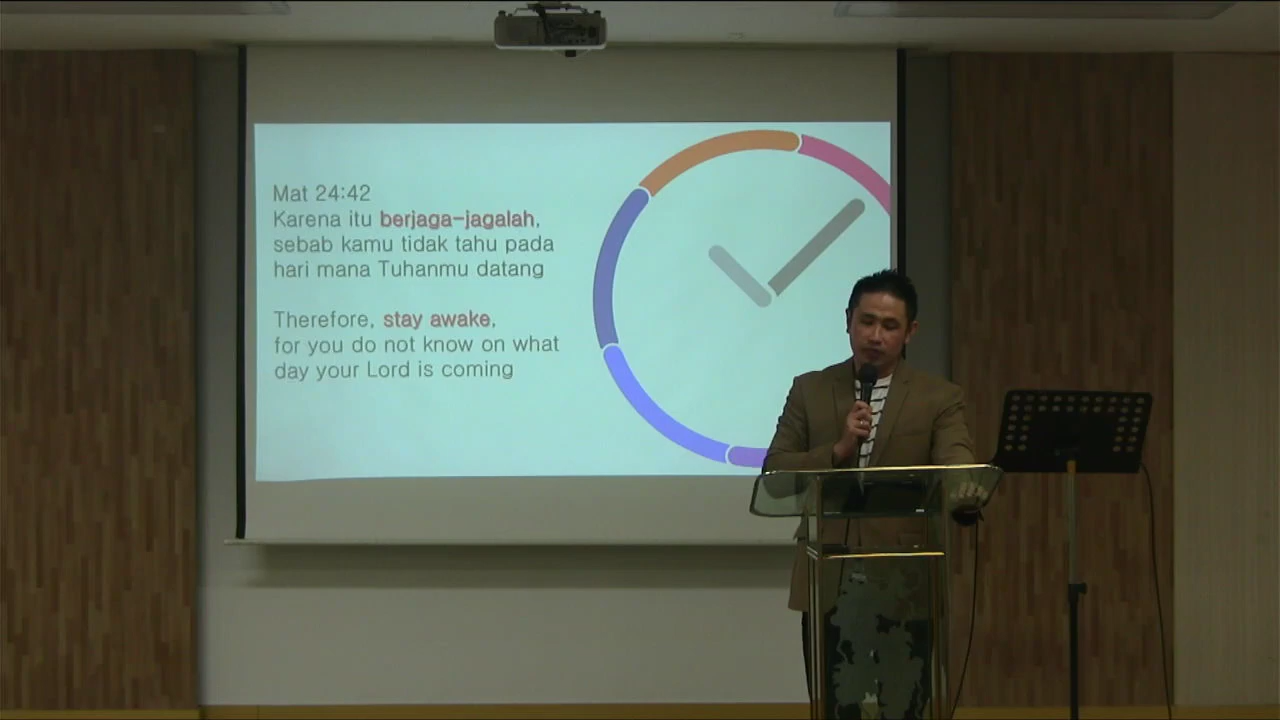 Mat 24:42
Karena itu berjaga-jagalah,
sebab kamu tidak tahu pada
hari mana Tuhanmu datang
Therefore, stay awake,
for you do not know on what
day your Lord is coming